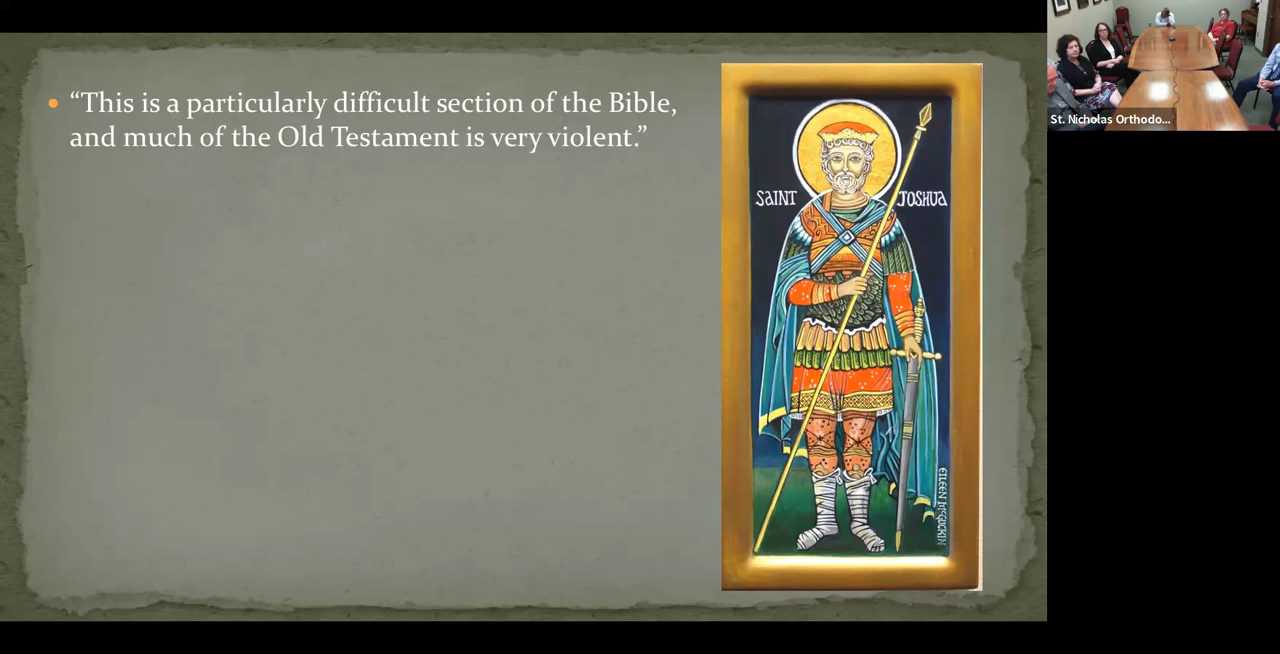 “This is a particularly difficult section of the Bible,
and much of the Old Testament is very violent.”
SAINT JOSHUA
EILEEN McGUCKIN
St. Nicholas Orthodo...